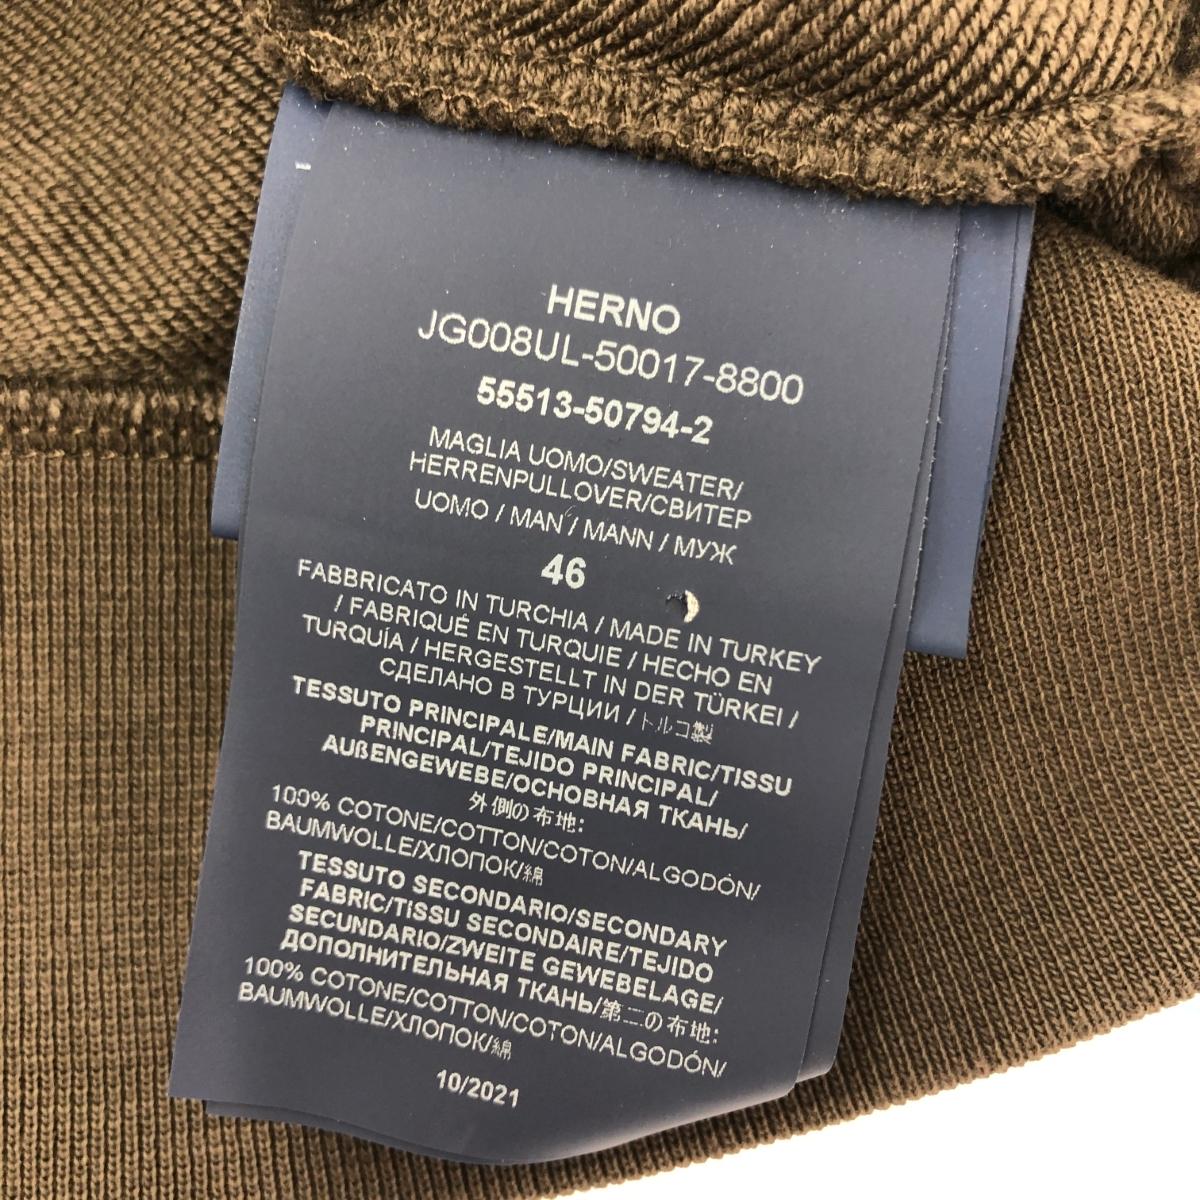 HERNO
JG008UL-50017-8800
55513-50794-2
MAGLIA UOMO/SWEATER/
HERRENPULLOVER/СВИТЕР
UOMO / MAN / MANN / МУЖ
46
FABBRICATO IN TURCHIA / MADE IN TURKEY
/ FABRIQUÉ EN TURQUIE / HECHO EN
TURQUÍA / HERGESTELLT IN DER TÜRKEI /
СДЕЛАНО В ТУРЦИИ / トルコ製
TESSUTO PRINCIPALE/MAIN FABRIC/TISSU
PRINCIPAL/TEJIDO PRINCIPAL/
AUßENGEWEBE/ОСНОВНАЯ ТКАНЬ/
外側の布地:
100% COTONE/COTTON/COTON/ALGODÓN/
BAUMWOLLE/ХЛОПОК/綿
TESSUTO SECONDARIO/SECONDARY
FABRIC/TISSU SECONDAIRE/TEJIDO
SECUNDARIO/ZWEITE GEWEBELAGE/
ДОПОЛНИТЕЛЬНАЯ ТКАНЬ/第二の布地:
100% COTONE/COTTON/COTON/ALGODÓN/
BAUMWOLLE/ХЛОПОК/綿
10/2021